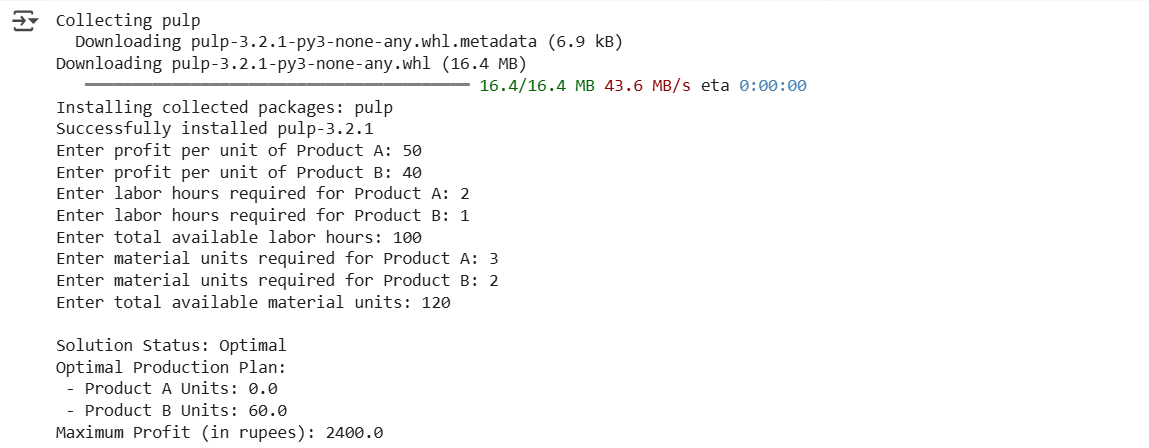 Collecting pulp
  Downloading pulp-3.2.1-py3-none-any.whl.metadata (6.9 kB)
Downloading pulp-3.2.1-py3-none-any.whl (16.4 MB)
16.4/16.4 MB 43.6 MB/s eta 0:00:00
Installing collected packages: pulp
Successfully installed pulp-3.2.1
Enter profit per unit of Product A: 50
Enter profit per unit of Product B: 40
Enter labor hours required for Product A: 2
Enter labor hours required for Product B: 1
Enter total available labor hours: 100
Enter material units required for Product A: 3
Enter material units required for Product B: 2
Enter total available material units: 120

Solution Status: Optimal
Optimal Production Plan:
 - Product A Units: 0.0
 - Product B Units: 60.0
Maximum Profit (in rupees): 2400.0